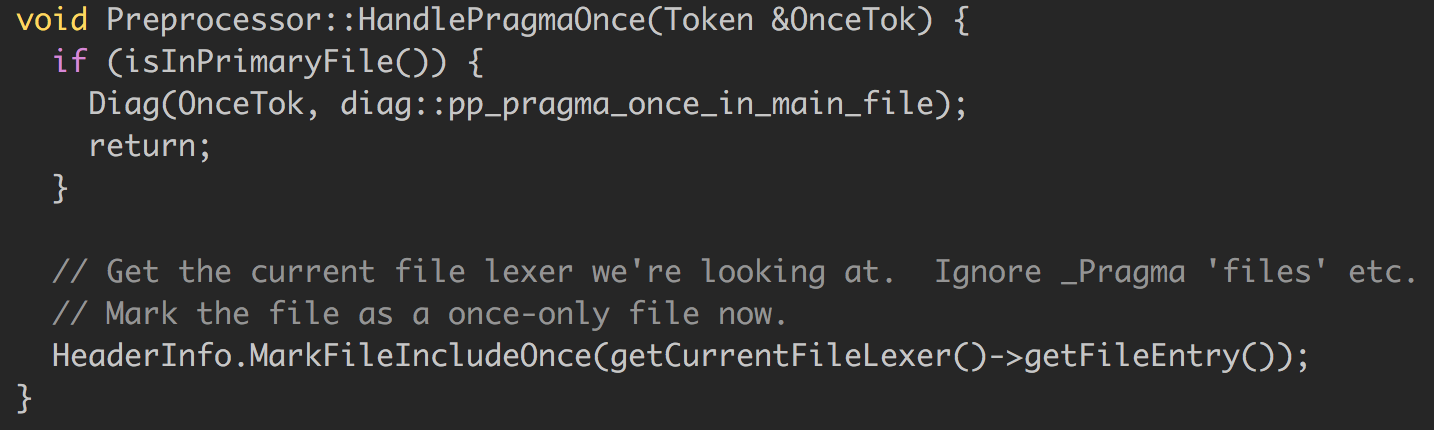 void Preprocessor::HandlePragmaOnce(Token &OnceTok) {
  if (isInPrimaryFile()) {
    Diag(OnceTok, diag::pp_pragma_once_in_main_file);
    return;
  }

  // Get the current file lexer we're looking at.  Ignore _Pragma 'files' etc.
  // Mark the file as a once-only file now.
  HeaderInfo.MarkFileIncludeOnce(getCurrentFileLexer()->getFileEntry());
}